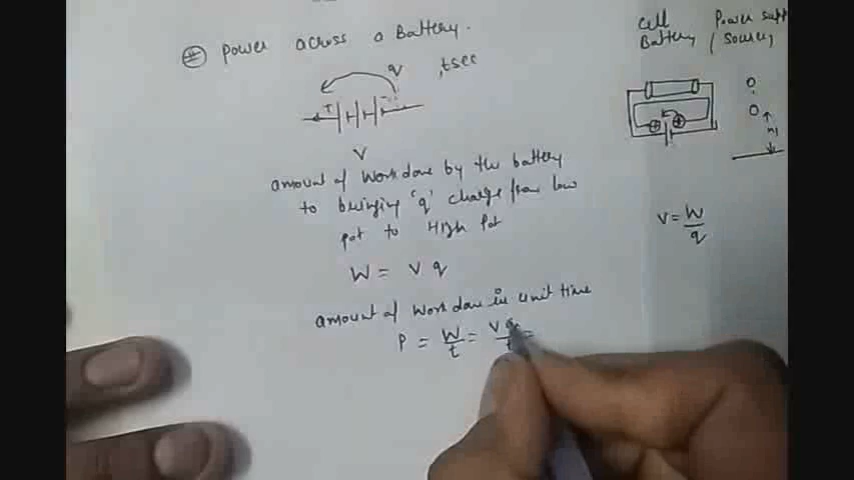 Power across a Battery.
q , t sec
+ -
V
amount of work done by the battery
to bringing 'q' charge from low
pot to High Pot
W = V q
amount of work done in unit time
P = W/t = V q/t =
Cell Power supp
Battery / Source,
V = W/q